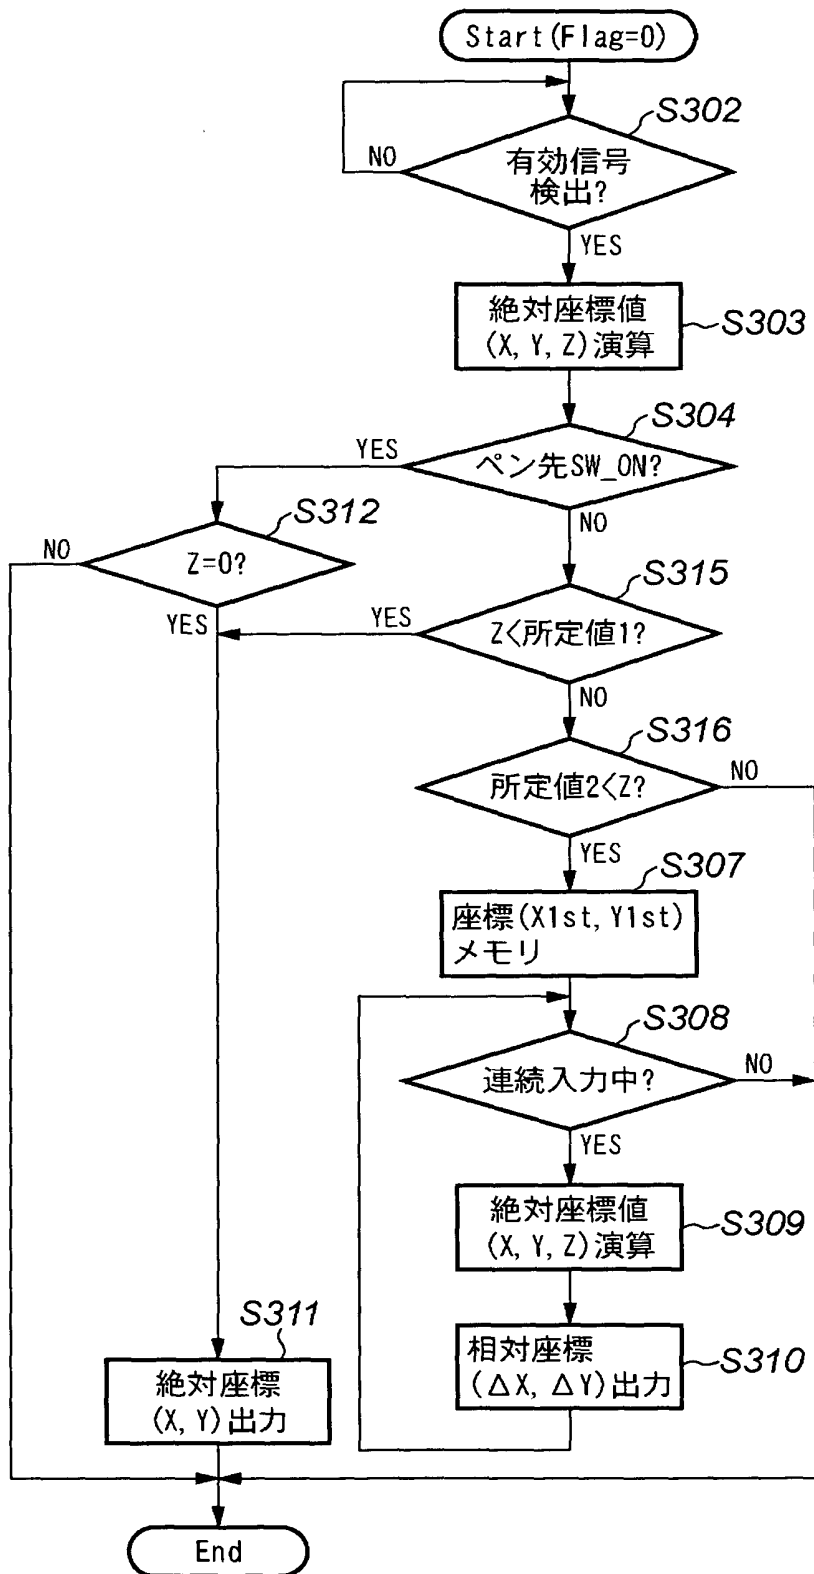 Start(Flag=0)
S302
NO
有効信号
検出?
YES
絶対座標値
(X, Y, Z)演算
S303
S304
YES
ペン先SW_ON?
NO
S312
NO
Z=0?
YES
S315
YES
Z<所定値1?
NO
S316
所定値2<Z?
NO
YES
S307
座標(X1st, Y1st)
メモリ
S308
連続入力中?
NO
YES
絶対座標値
(X, Y, Z)演算
S309
S311
絶対座標
(X, Y)出力
相対座標
(ΔX, ΔY)出力
S310
End